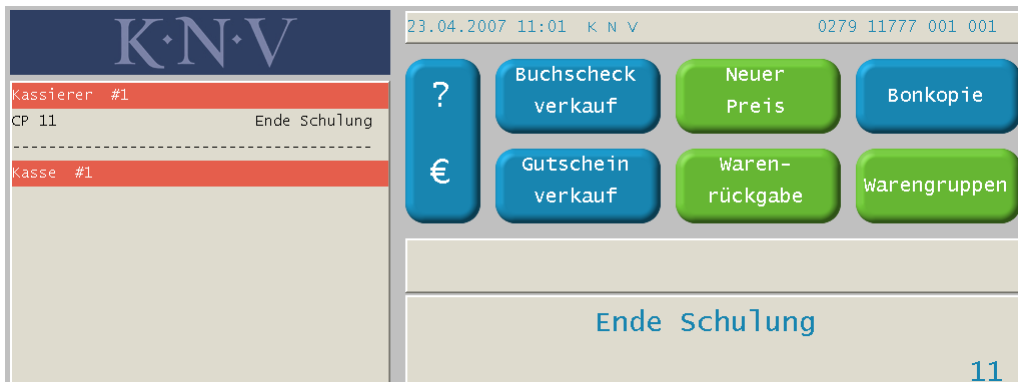 K·N·V
Kassierer #1
CP 11 Ende Schulung
---------------------------------------
Kasse #1
23.04.2007 11:01 K N V 0279 11777 001 001
?
€
Buchscheck
verkauf
Neuer
Preis
Bonkopie
Gutschein
verkauf
Waren-
rückgabe
Warengruppen
Ende Schulung
11